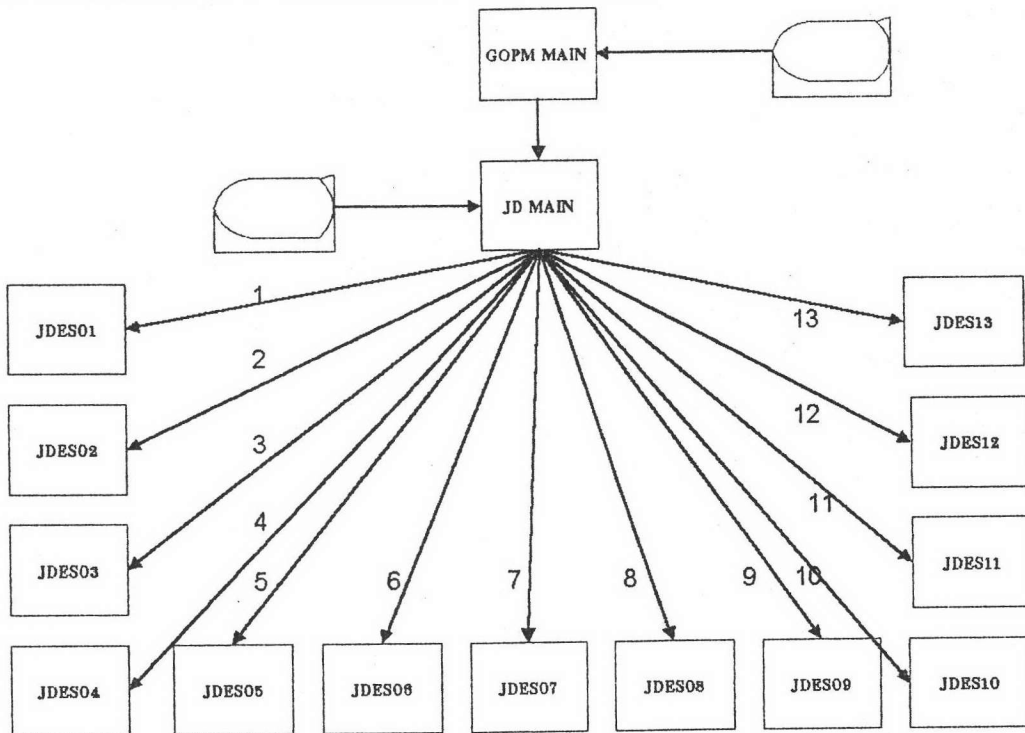 GOPM MAIN
JD MAIN
1
2
3
4
5
6
7
8
9
10
11
12
13
JDES01
JDES02
JDES03
JDES04
JDES05
JDES06
JDES07
JDES08
JDES09
JDES10
JDES11
JDES12
JDES13